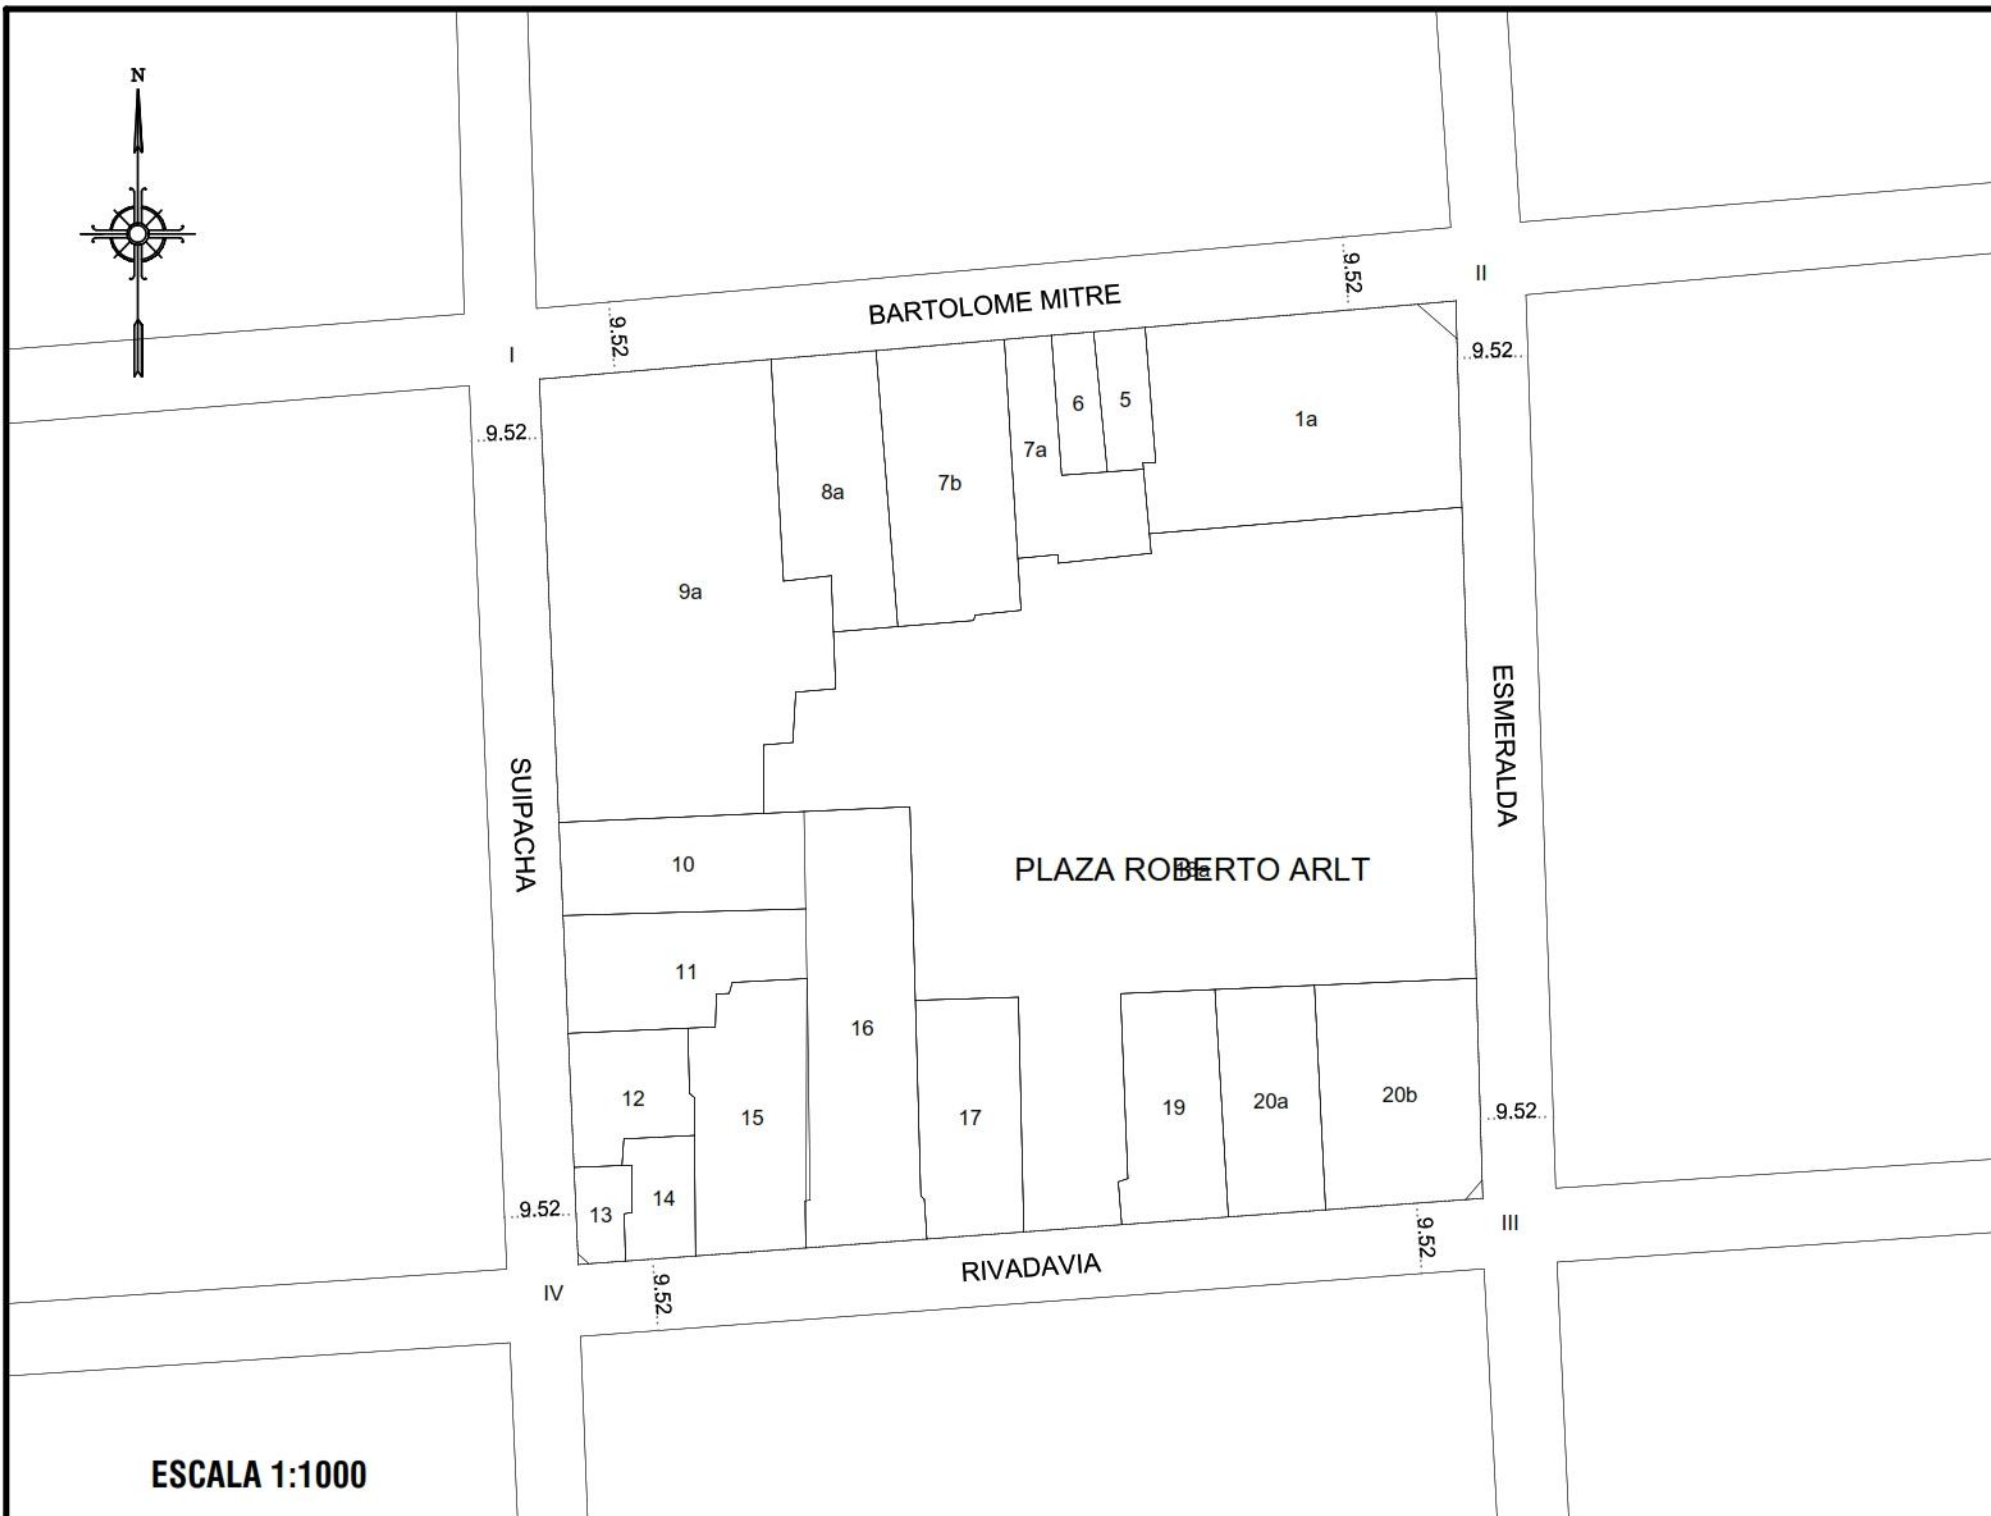 N
II
9.52
BARTOLOME MITRE
9.52
I
9.52
9.52
6
5
1a
7a
8a
7b
9a
ESMERALDA
SUIPACHA
10
PLAZA ROBERTO ARLT
11
16
12
15
17
19
20a
20b
9.52
14
13
9.52
III
9.52
RIVADAVIA
IV
9.52
ESCALA 1:1000